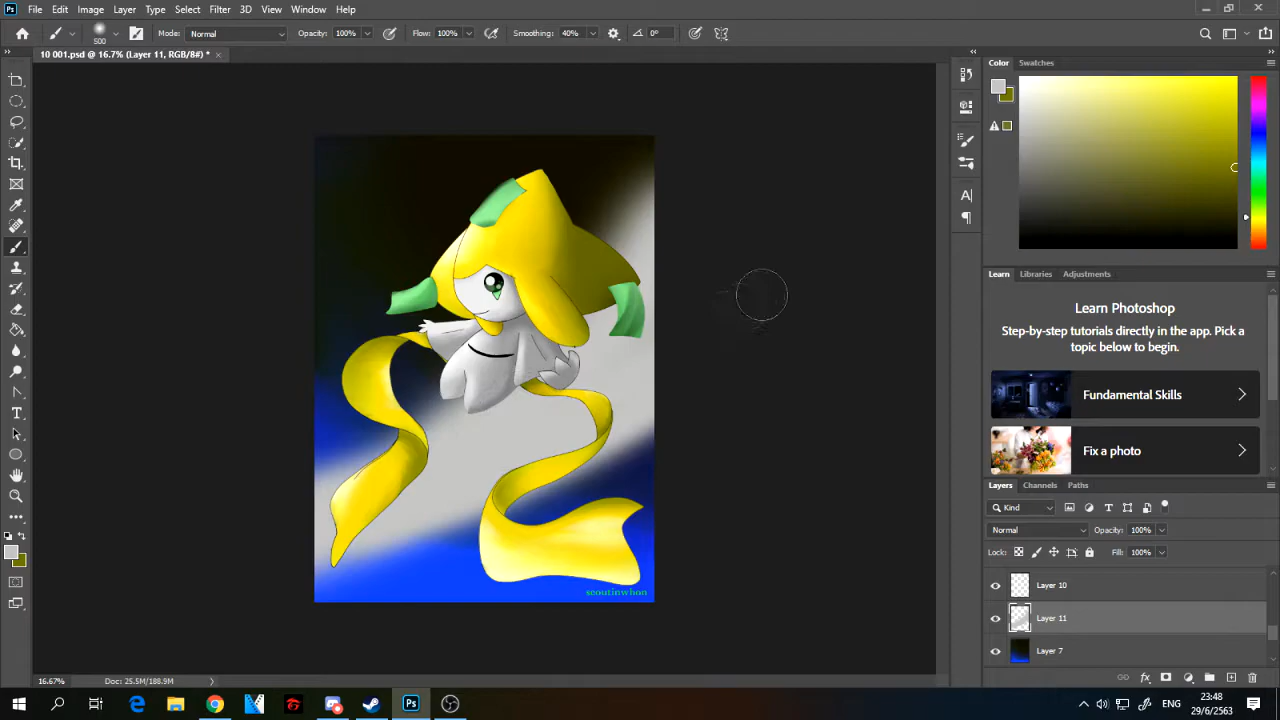 File Edit Image Layer Type Select Filter 3D View Window Help
500 Mode: Normal Opacity: 100% Flow: 100% Smoothing: 40% 0°
10 001.psd @ 16.7% (Layer 11, RGB/8#) *
Color Swatches
Learn Libraries Adjustments
Learn Photoshop
Step-by-step tutorials directly in the app. Pick a
topic below to begin.
Fundamental Skills
Fix a photo
Layers Channels Paths
Kind
Normal Opacity: 100%
Lock: Fill: 100%
Layer 10
Layer 11
Layer 7
seoutinwhon
16.67% Doc: 25.5M/188.9M
ENG 23:48
29/6/2563